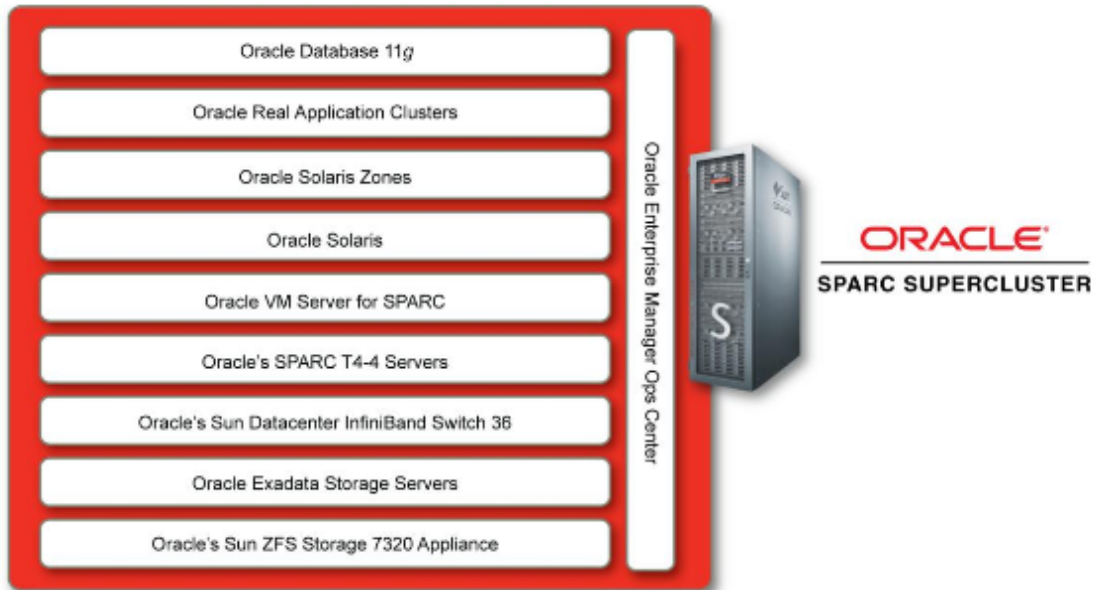 Oracle Database 11g
Oracle Real Application Clusters
Oracle Solaris Zones
Oracle Solaris
Oracle VM Server for SPARC
Oracle's SPARC T4-4 Servers
Oracle's Sun Datacenter InfiniBand Switch 36
Oracle Exadata Storage Servers
Oracle's Sun ZFS Storage 7320 Appliance
Oracle Enterprise Manager Ops Center
S
ORACLE®
SPARC SUPERCLUSTER